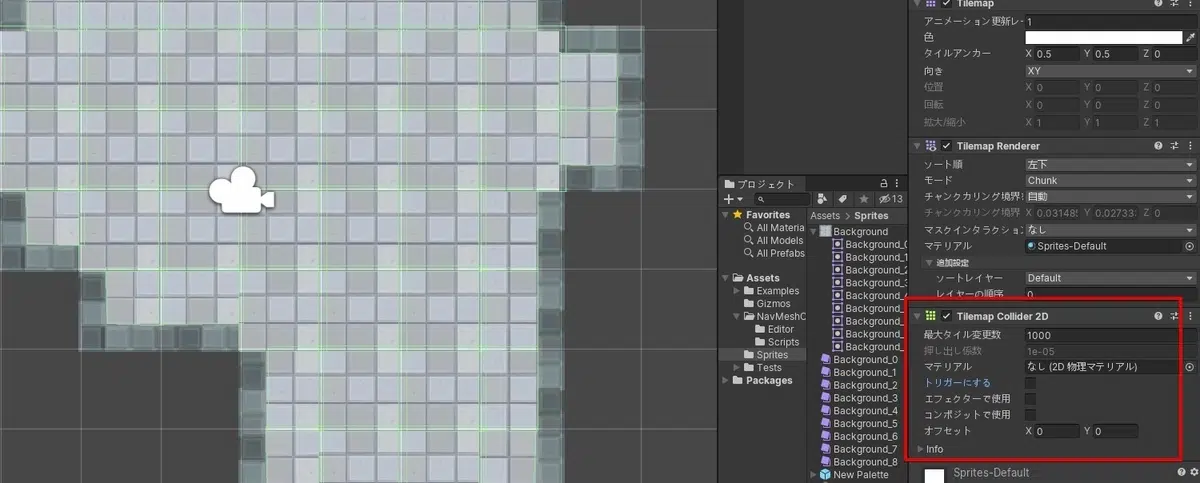 Tilemap
アニメーション更新レー 1
色
タイルアンカー X 0.5 Y 0.5 Z 0
向き XY
位置 X 0 Y 0 Z 0
回転 X 0 Y 0 Z 0
拡大/縮小 X 1 Y 1 Z 1
Tilemap Renderer
ソート順 左下
モード Chunk
チャンクカリング境界 自動
チャンクカリング境界 X 0.03148 Y 0.02733 Z 0
マスクインタラクション なし
マテリアル Sprites-Default
追加設定
ソートレイヤー Default
レイヤーの順序 0
Tilemap Collider 2D
最大タイル変更数 1000
押し出し係数 1e-05
マテリアル なし (2D 物理マテリアル)
トリガーにする
エフェクターで使用
コンポジットで使用
オフセット X 0 Y 0
Info
Sprites-Default
プロジェクト
13
Favorites
All Materia
All Models
All Prefabs
Assets
Examples
Gizmos
NavMeshC
Editor
Scripts
Sprites
Tests
Packages
Assets > Sprites
Background
Background_0
Background_1
Background_2
Background_3
Background_
Background_
Background_
Background_
Background_
Background_0
Background_1
Background_2
Background_3
Background_4
Background_5
Background_6
Background_7
Background_8
New Palette